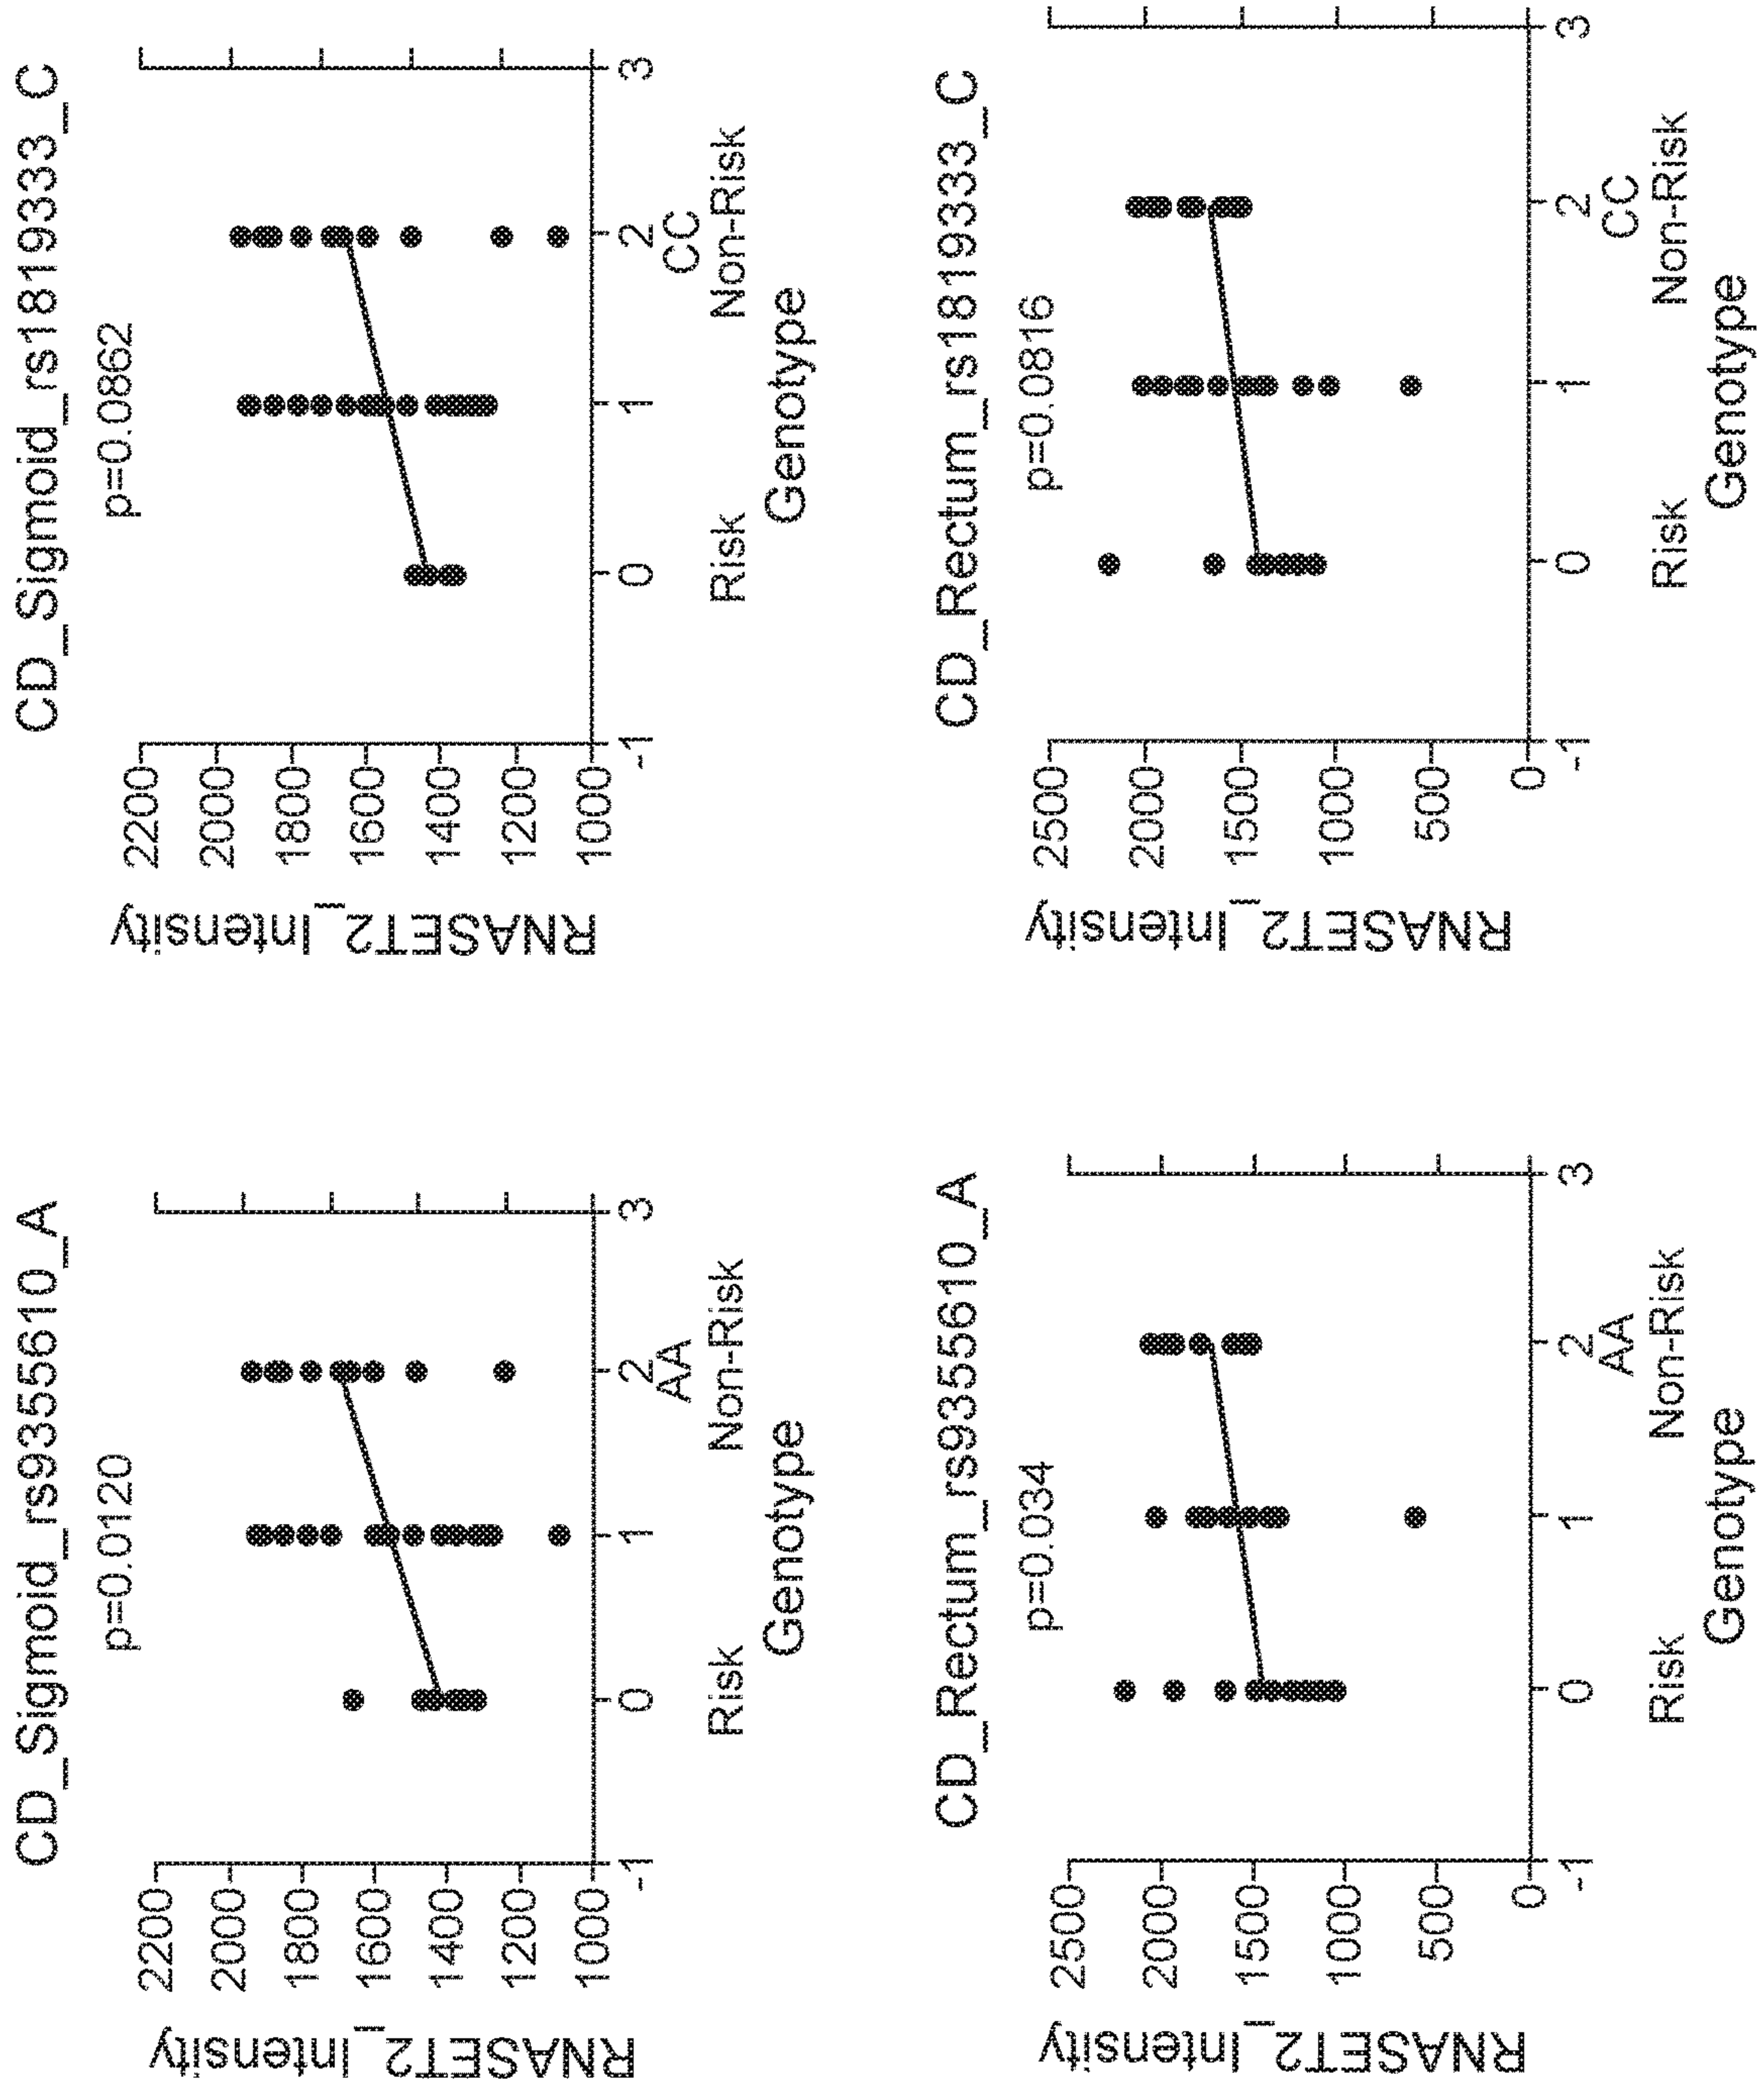 CD_Sigmoid_rs9355610_A
p=0.0120
RNASET2_Intensity
2200
2000
1800
1600
1400
1200
1000
-1
0
1
2
3
AA
Risk
Non-Risk
Genotype
CD_Sigmoid_rs1819333_C
p=0.0862
RNASET2_Intensity
2200
2000
1800
1600
1400
1200
1000
-1
0
1
2
3
CC
Risk
Non-Risk
Genotype
CD_Rectum_rs9355610_A
p=0.034
RNASET2_Intensity
2500
2000
1500
1000
500
0
-1
0
1
2
3
AA
Risk
Non-Risk
Genotype
CD_Rectum_rs1819333_C
p=0.0816
RNASET2_Intensity
2500
2000
1500
1000
500
0
-1
0
1
2
3
CC
Risk
Non-Risk
Genotype